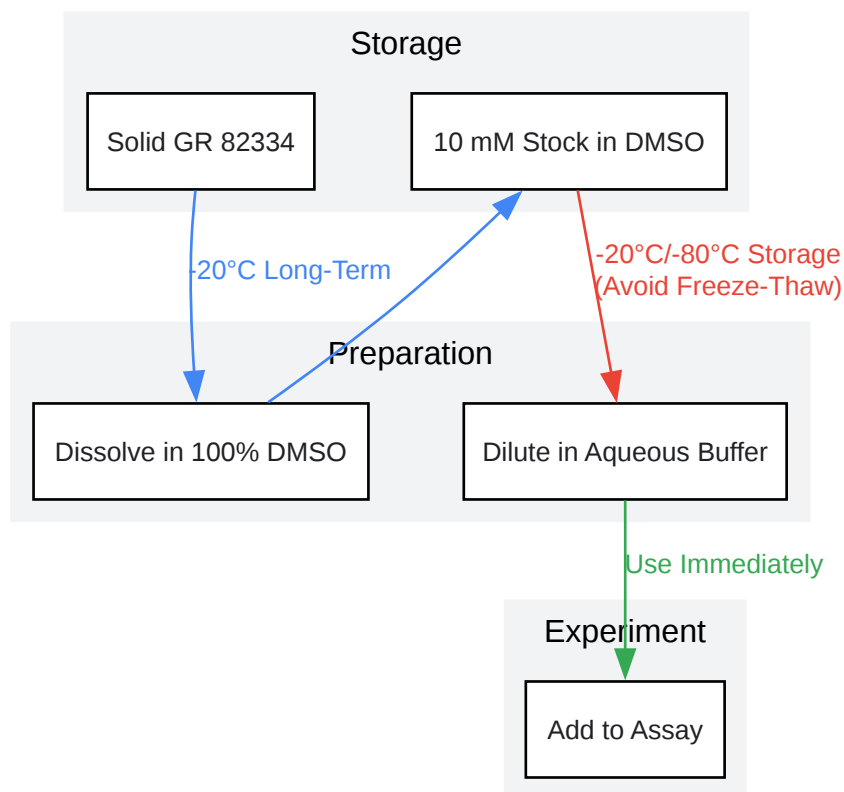 Storage
Solid GR 82334
10 mM Stock in DMSO
-20°C Long-Term
-20°C/-80°C Storage
(Avoid Freeze-Thaw)
Preparation
Dissolve in 100% DMSO
Dilute in Aqueous Buffer
Use Immediately
Experiment
Add to Assay